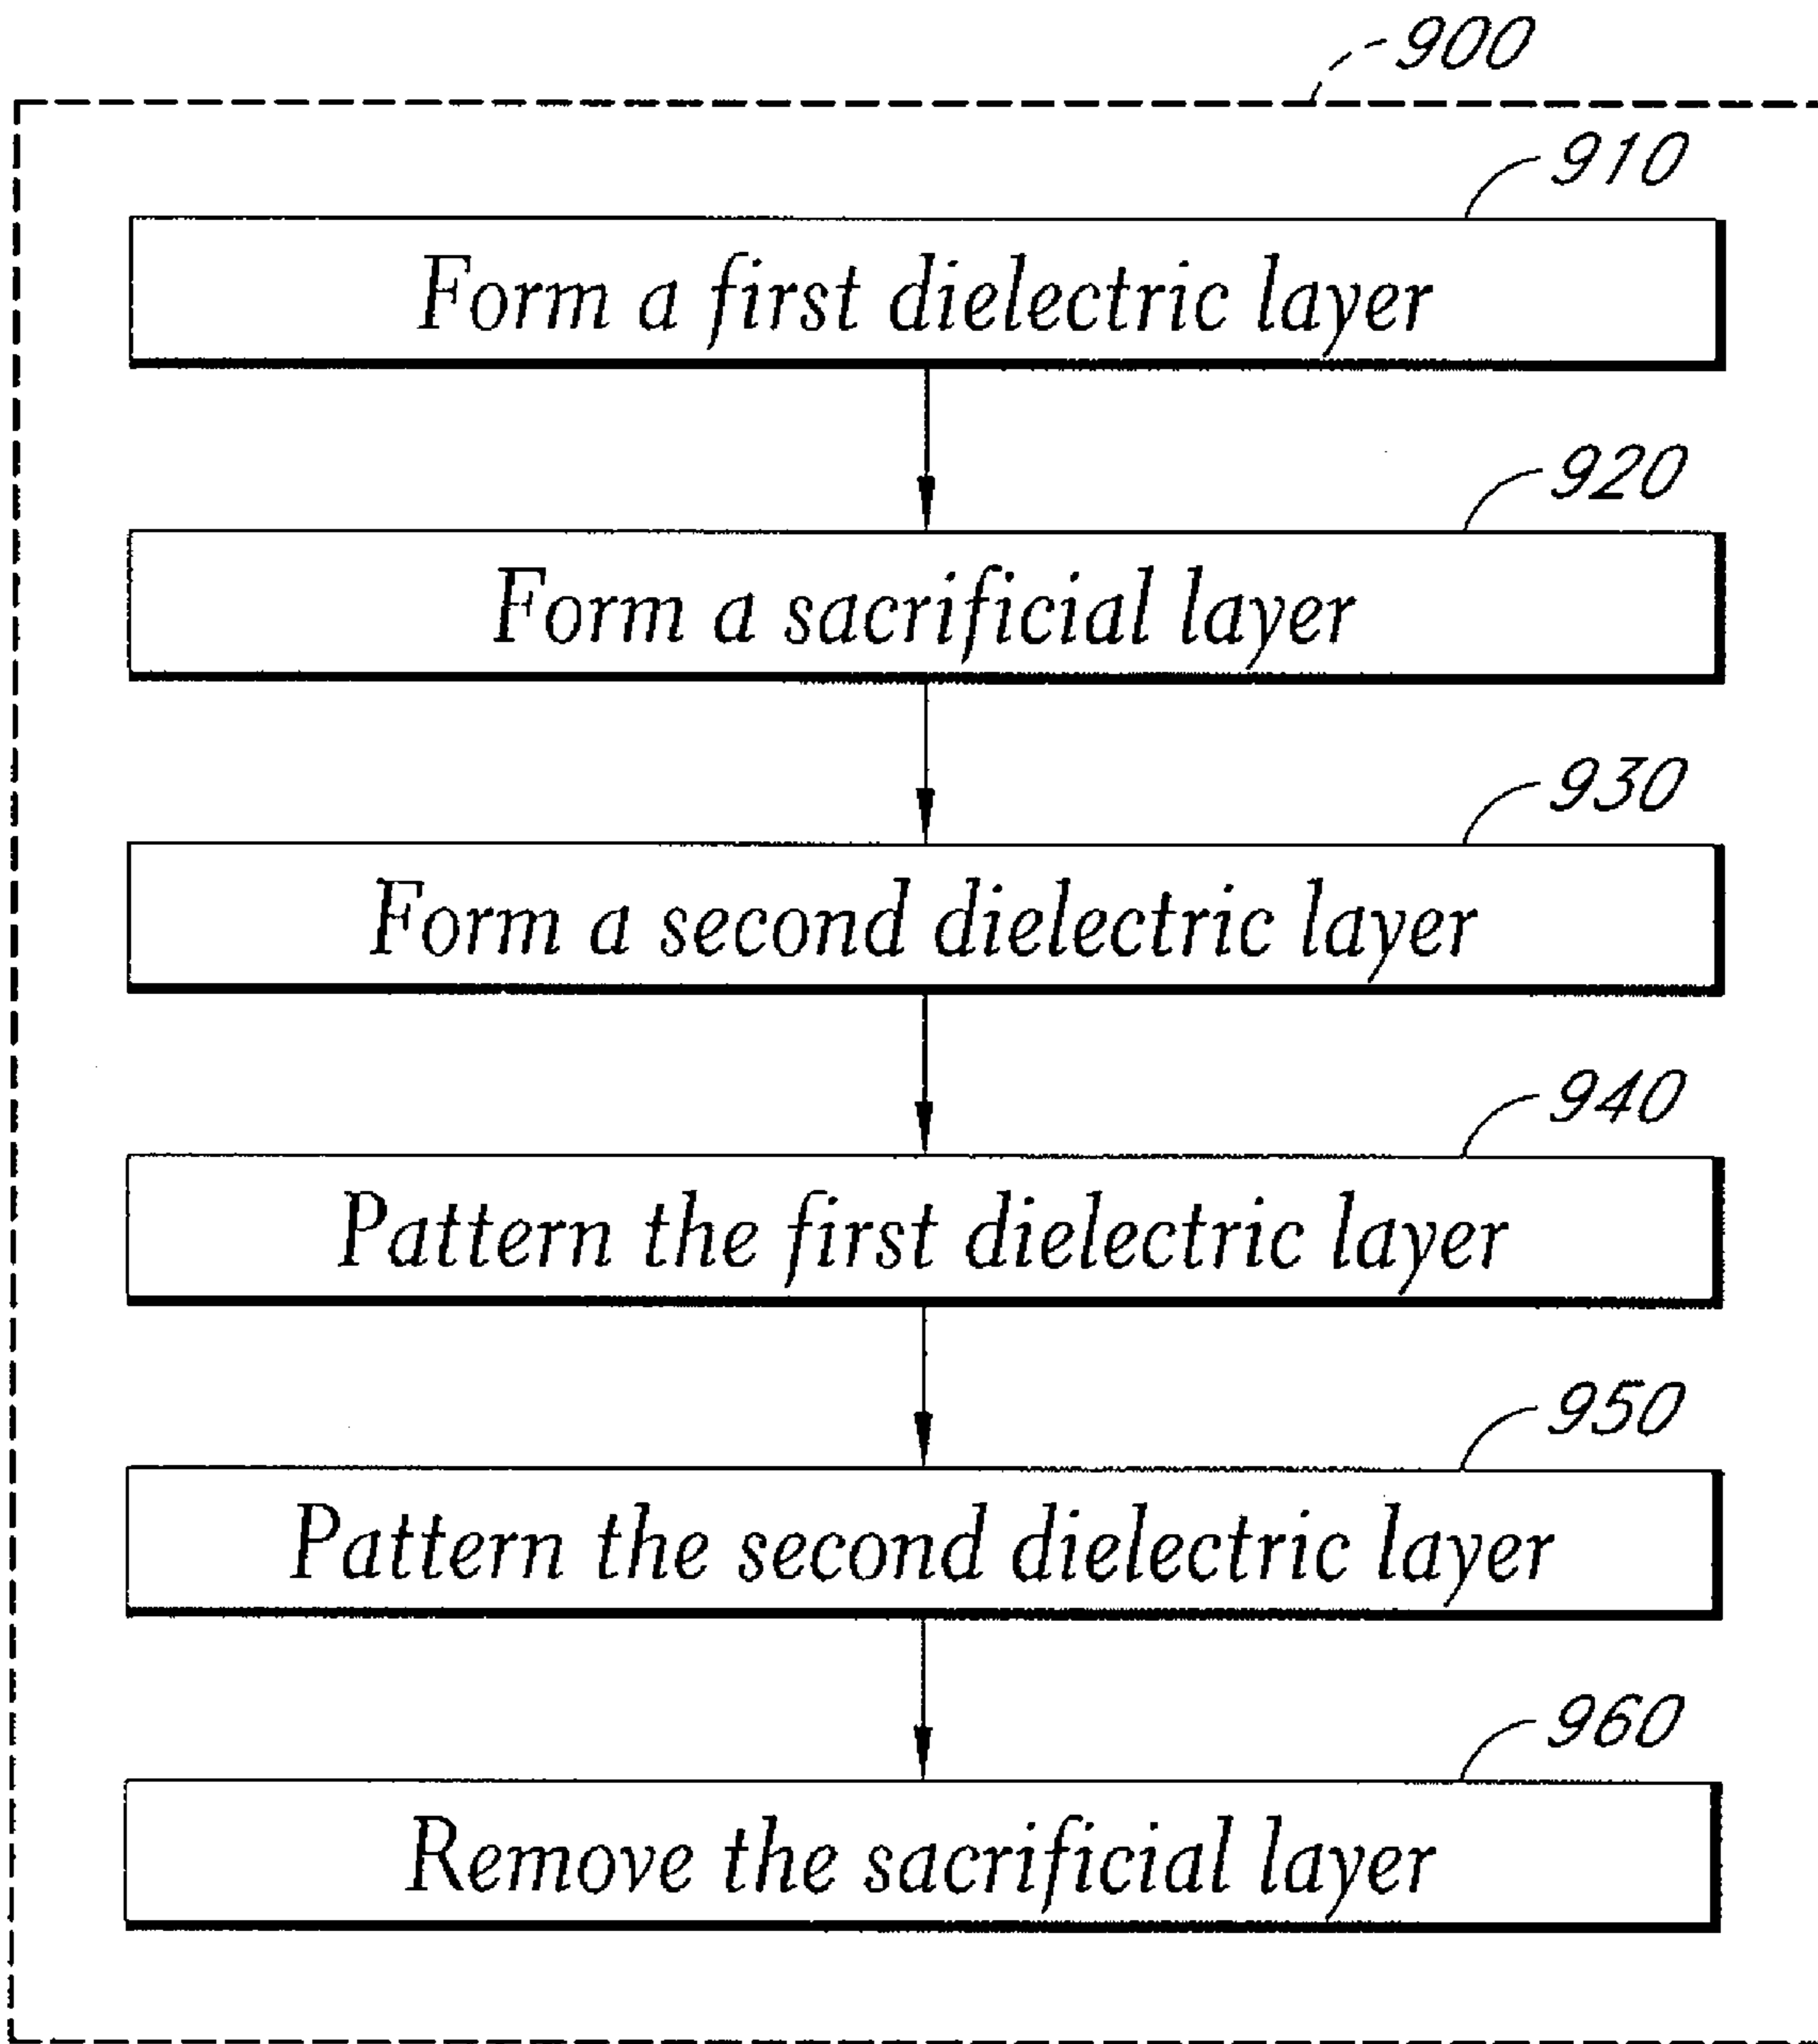 900
910
Form a first dielectric layer
920
Form a sacrificial layer
930
Form a second dielectric layer
940
Pattern the first dielectric layer
950
Pattern the second dielectric layer
960
Remove the sacrificial layer